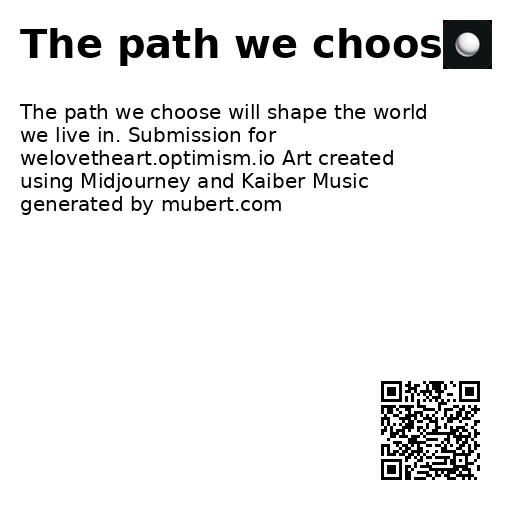 The path we choos
The path we choose will shape the world
we live in. Submission for
welovetheart.optimism.io Art created
using Midjourney and Kaiber Music
generated by mubert.com